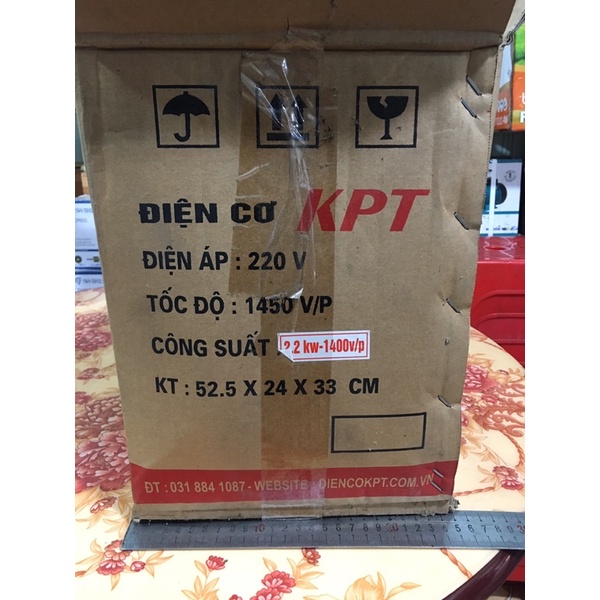 ĐIỆN CƠ KPT
ĐIỆN ÁP : 220 V
TỐC ĐỘ : 1450 V/P
CÔNG SUẤT : 2.2 kw-1400v/p
KT : 52.5 X 24 X 33 CM
ĐT : 031 884 1087 - WEBSITE : DIENCOKPT.COM.VN